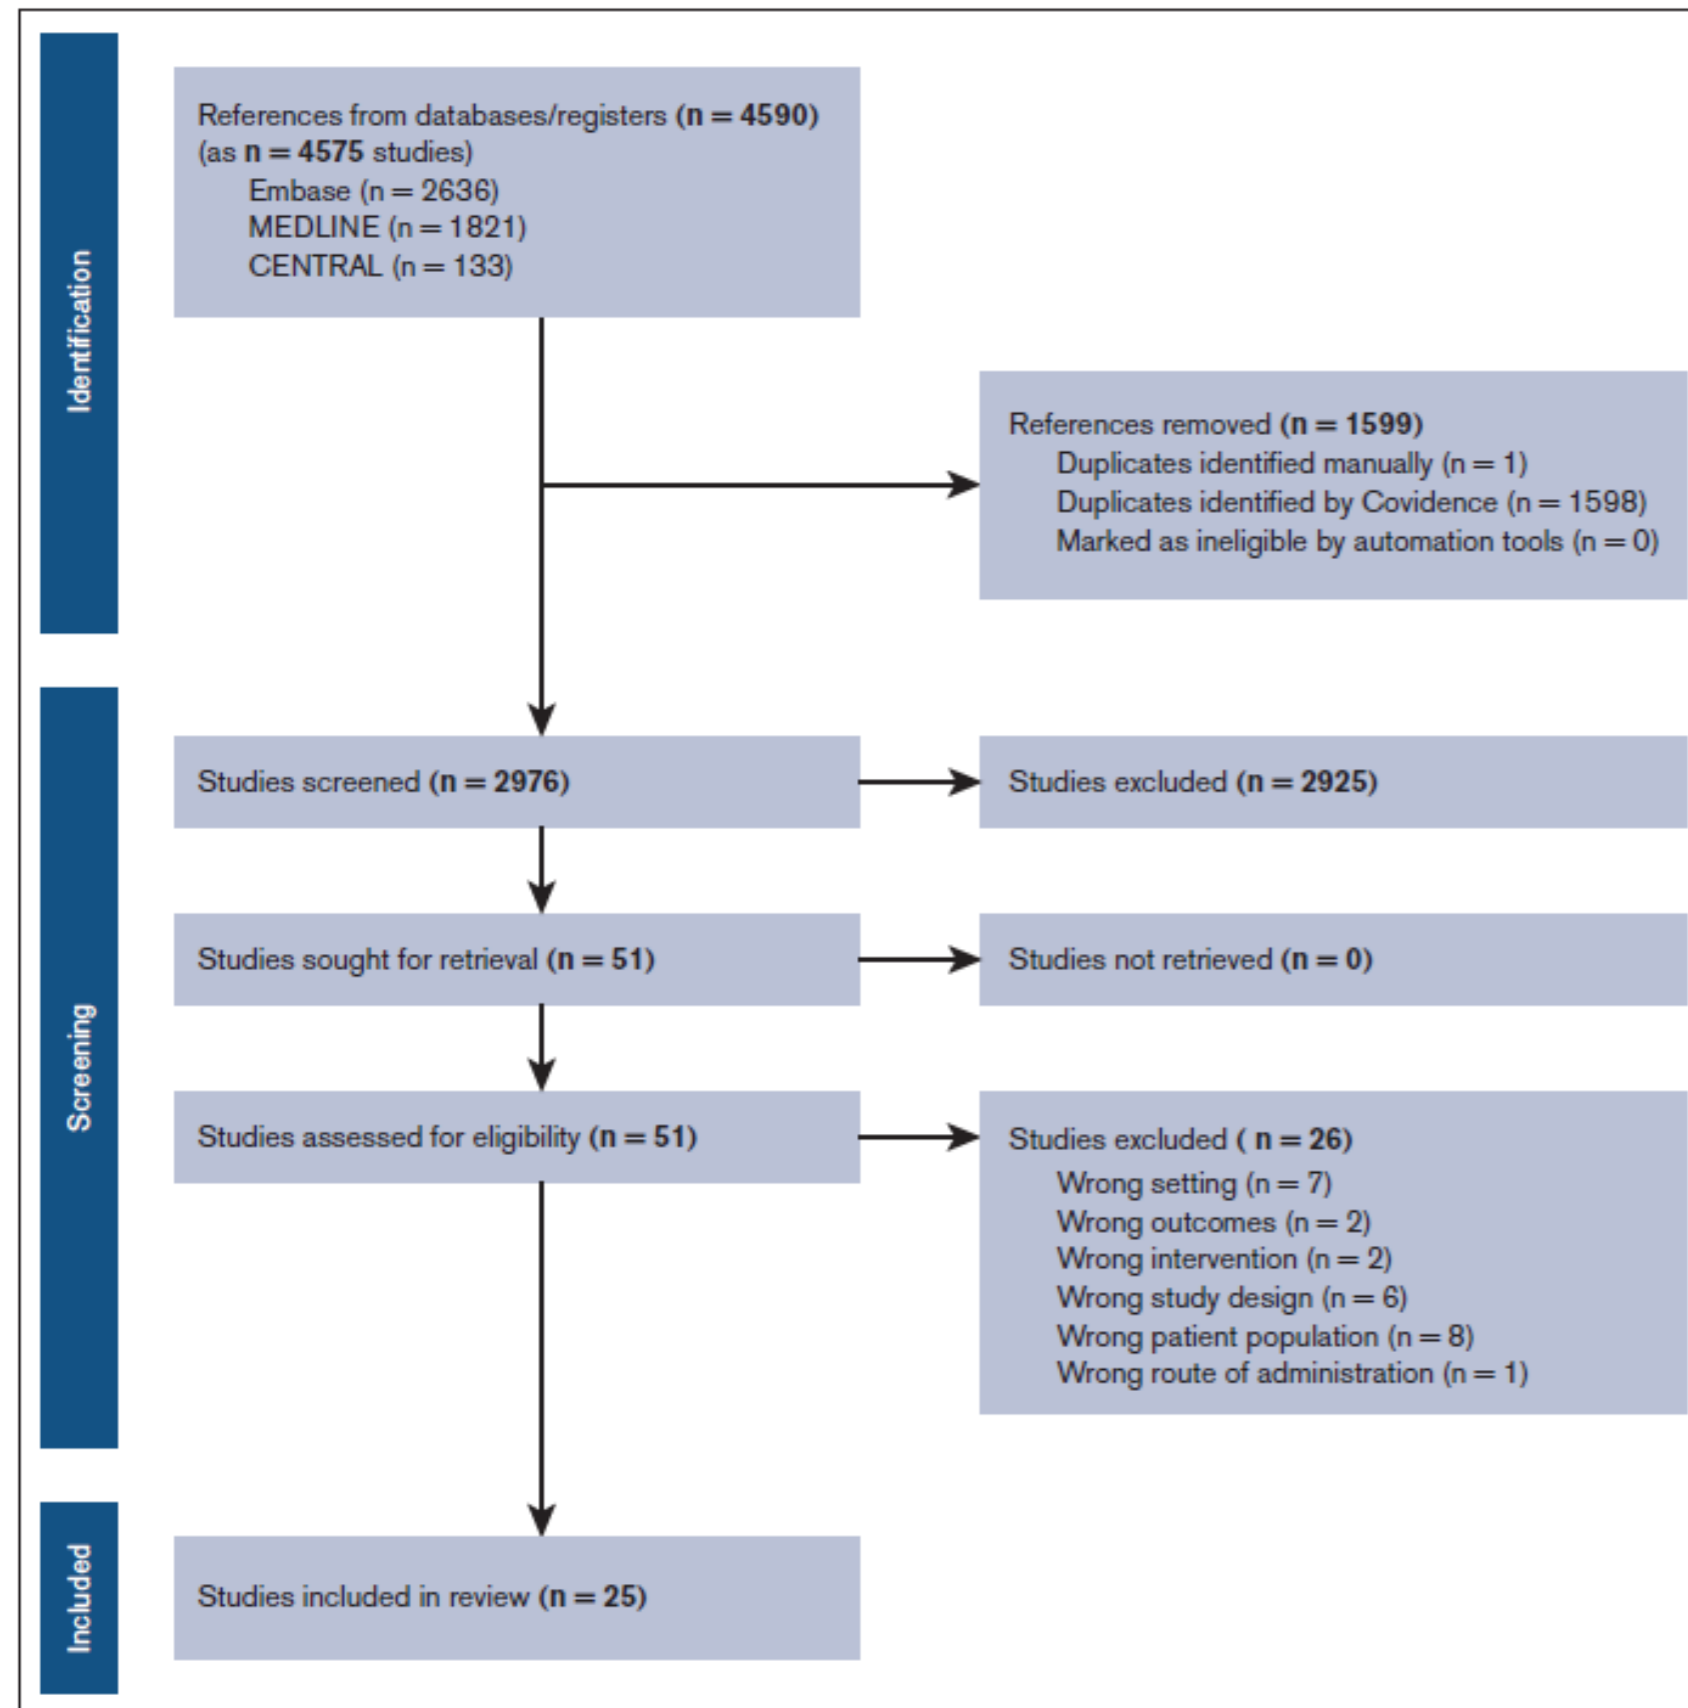 Identification
References from databases/registers (n = 4590)
(as n = 4575 studies)
Embase (n = 2636)
MEDLINE (n = 1821)
CENTRAL (n = 133)
References removed (n = 1599)
Duplicates identified manually (n = 1)
Duplicates identified by Covidence (n = 1598)
Marked as ineligible by automation tools (n = 0)
Screening
Studies screened (n = 2976)
Studies excluded (n = 2925)
Studies sought for retrieval (n = 51)
Studies not retrieved (n = 0)
Studies assessed for eligibility (n = 51)
Studies excluded ( n = 26)
Wrong setting (n = 7)
Wrong outcomes (n = 2)
Wrong intervention (n = 2)
Wrong study design (n = 6)
Wrong patient population (n = 8)
Wrong route of administration (n = 1)
Included
Studies included in review (n = 25)